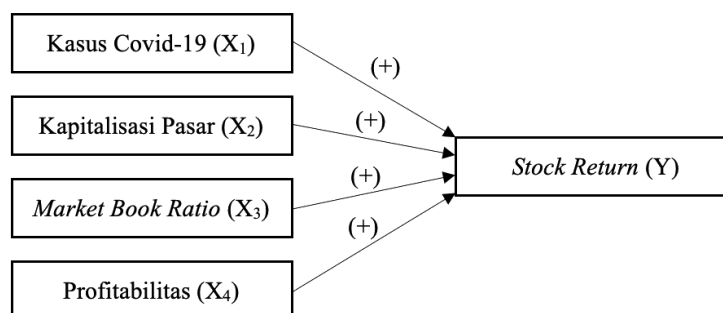 Kasus Covid-19 (X₁)
(+)
Kapitalisasi Pasar (X₂)
(+)
Stock Return (Y)
Market Book Ratio (X₃)
(+)
(+)
Profitabilitas (X₄)